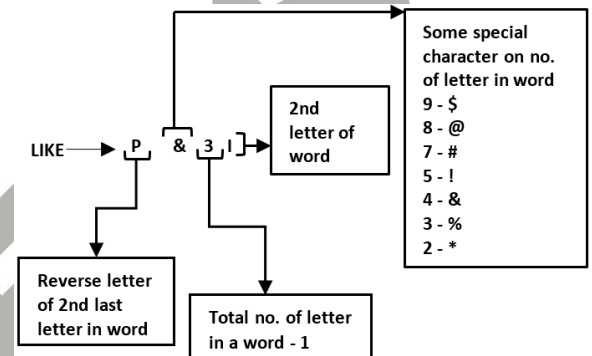 Some special
character on no.
of letter in word
9 - $
8 - @
7 - #
5 - !
4 - &
3 - %
2 - *
2nd
letter of
word
LIKE P & 3 I
Reverse letter
of 2nd last
letter in word
Total no. of letter
in a word - 1